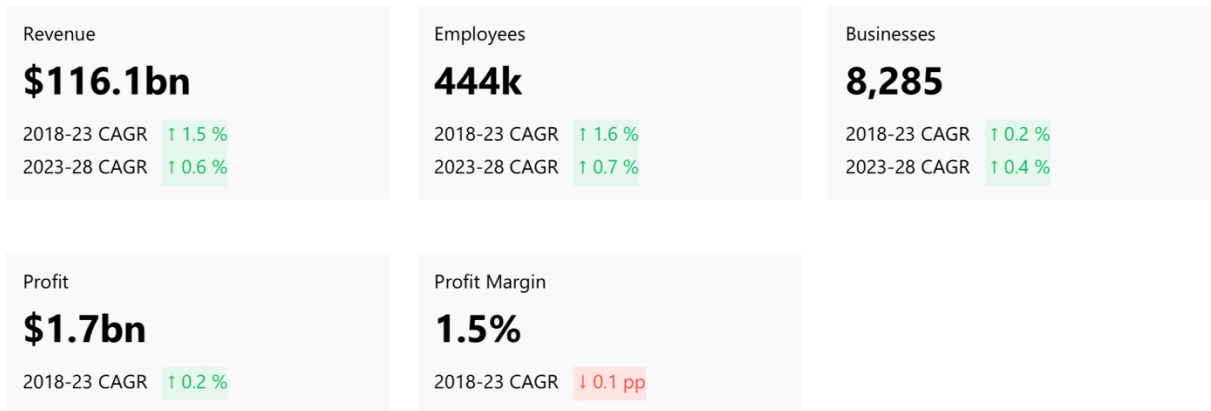 Revenue
$116.1bn
2018-23 CAGR ↑ 1.5 %
2023-28 CAGR ↑ 0.6 %
Employees
444k
2018-23 CAGR ↑ 1.6 %
2023-28 CAGR ↑ 0.7 %
Businesses
8,285
2018-23 CAGR ↑ 0.2 %
2023-28 CAGR ↑ 0.4 %
Profit
$1.7bn
2018-23 CAGR ↑ 0.2 %
Profit Margin
1.5%
2018-23 CAGR ↓ 0.1 pp